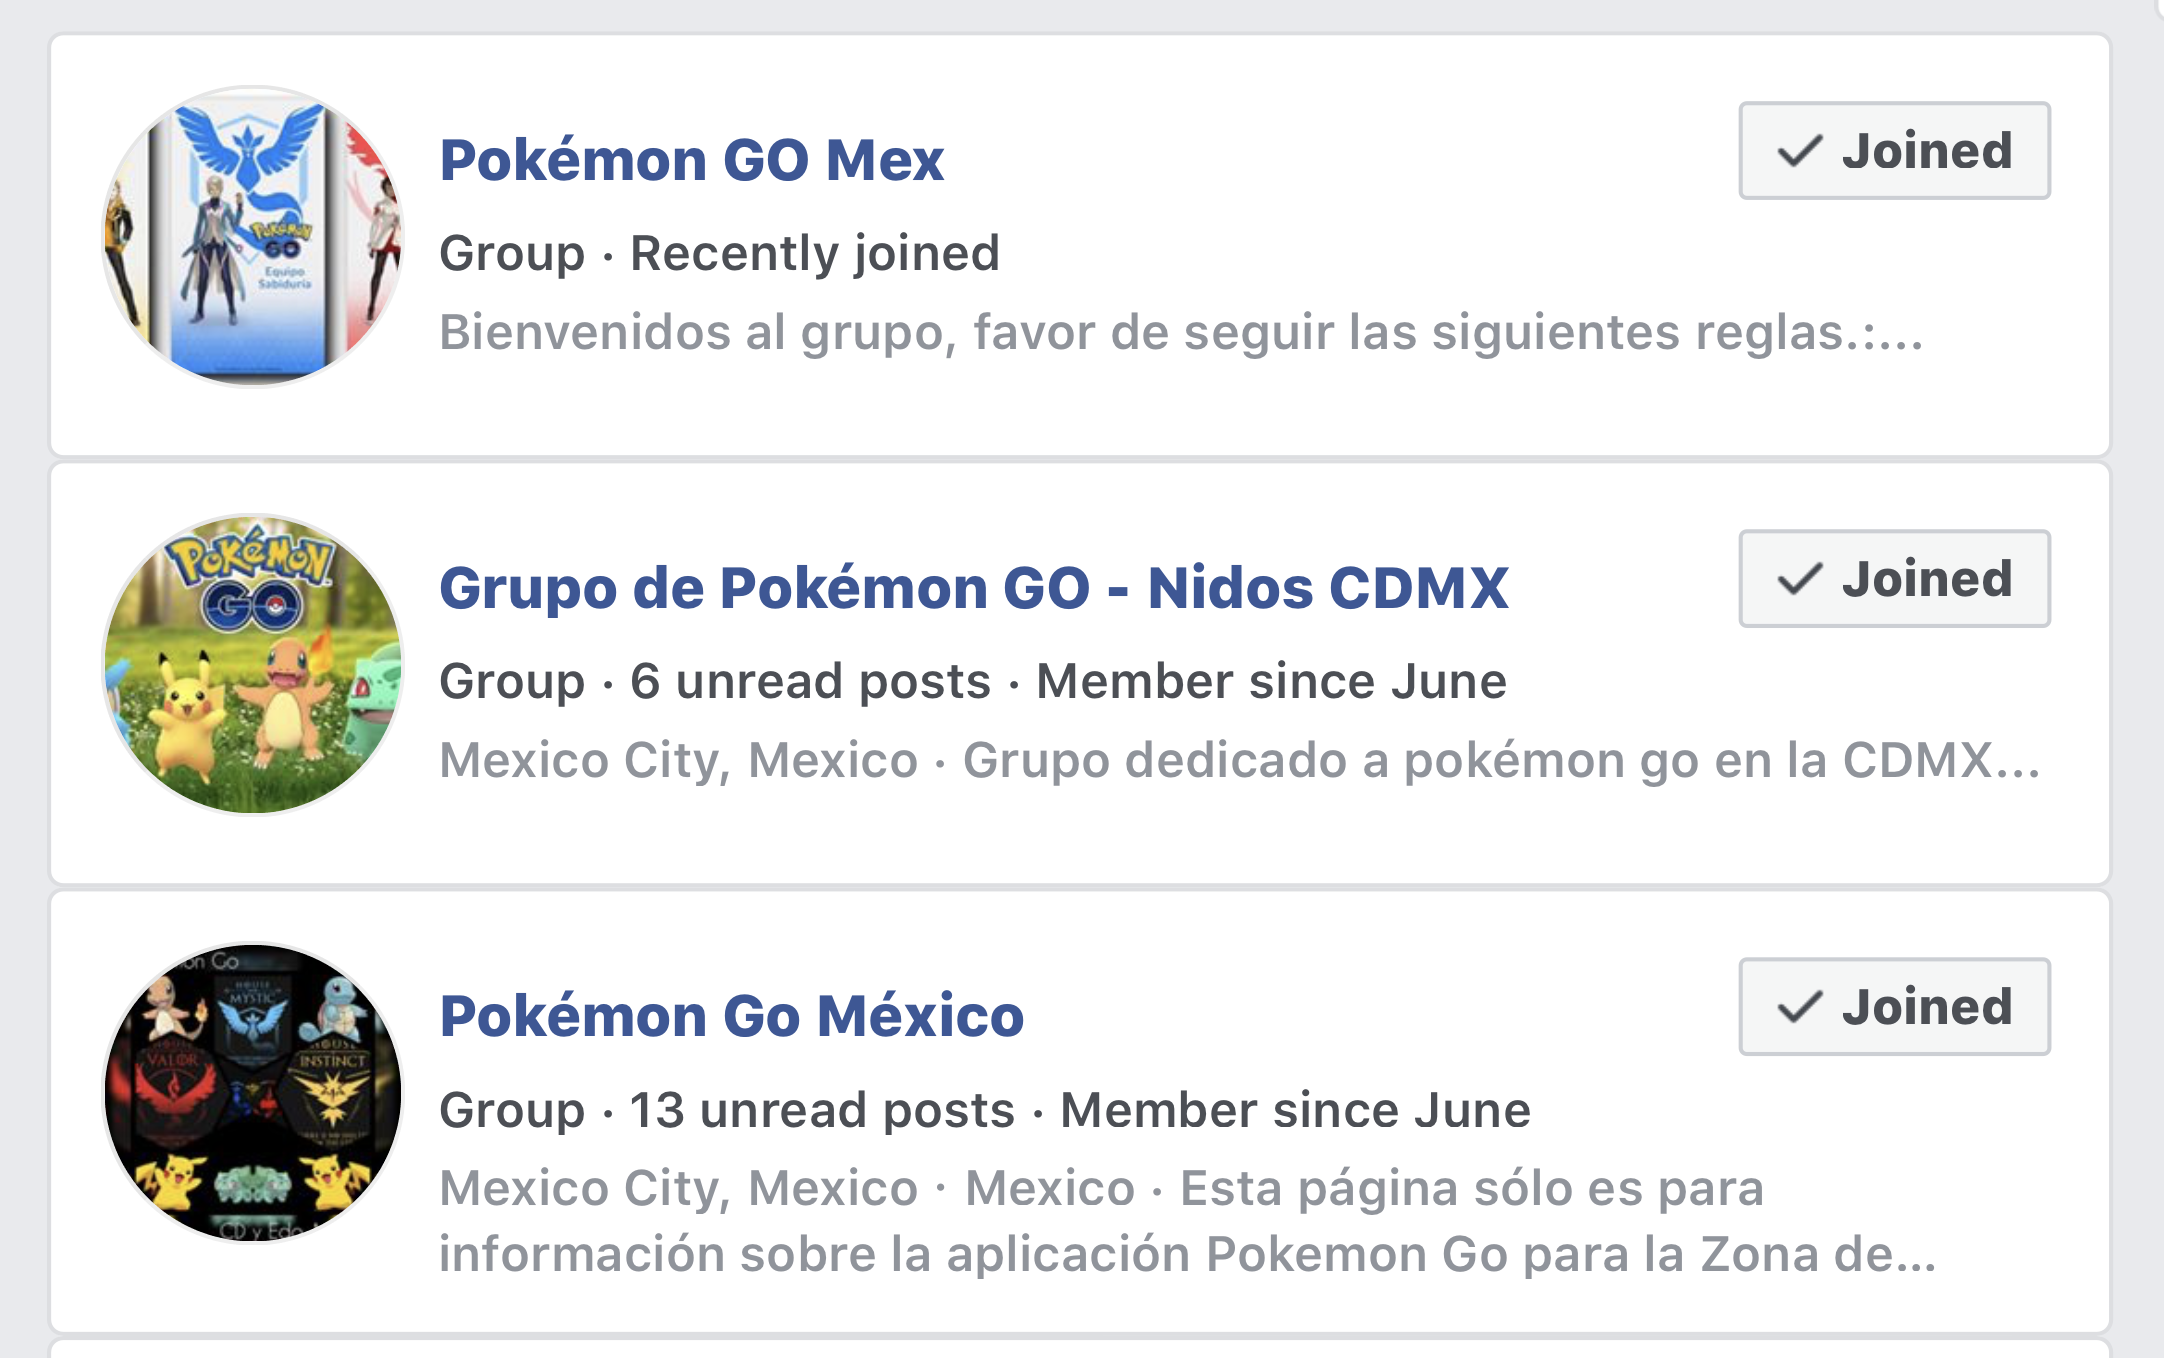 Pokémon GO Mex
Joined
Group · Recently joined
Bienvenidos al grupo, favor de seguir las siguientes reglas.:...
Pokémon
GO
Equipo
Sabiduría
Grupo de Pokémon GO - Nidos CDMX
Joined
Group · 6 unread posts · Member since June
Mexico City, Mexico · Grupo dedicado a pokémon go en la CDMX...
POKéMON
GO
Pokémon Go México
Joined
Group · 13 unread posts · Member since June
Mexico City, Mexico · Mexico · Esta página sólo es para
información sobre la aplicación Pokemon Go para la Zona de...
on Go
HOUSE
MYSTIC
HOUSE
VALOR
HOUSE
INSTINCT
CD y Edo